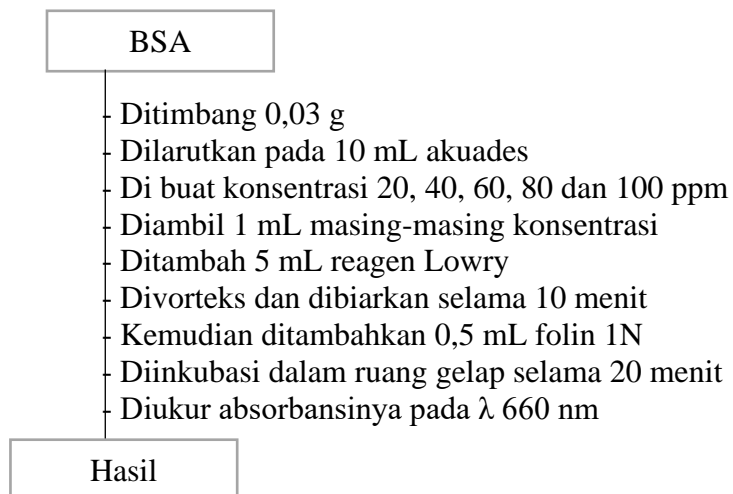 BSA
- Ditimbang 0,03 g
- Dilarutkan pada 10 mL akuades
- Di buat konsentrasi 20, 40, 60, 80 dan 100 ppm
- Diambil 1 mL masing-masing konsentrasi
- Ditambah 5 mL reagen Lowry
- Divorteks dan dibiarkan selama 10 menit
- Kemudian ditambahkan 0,5 mL folin 1N
- Diinkubasi dalam ruang gelap selama 20 menit
- Diukur absorbansinya pada λ 660 nm
Hasil